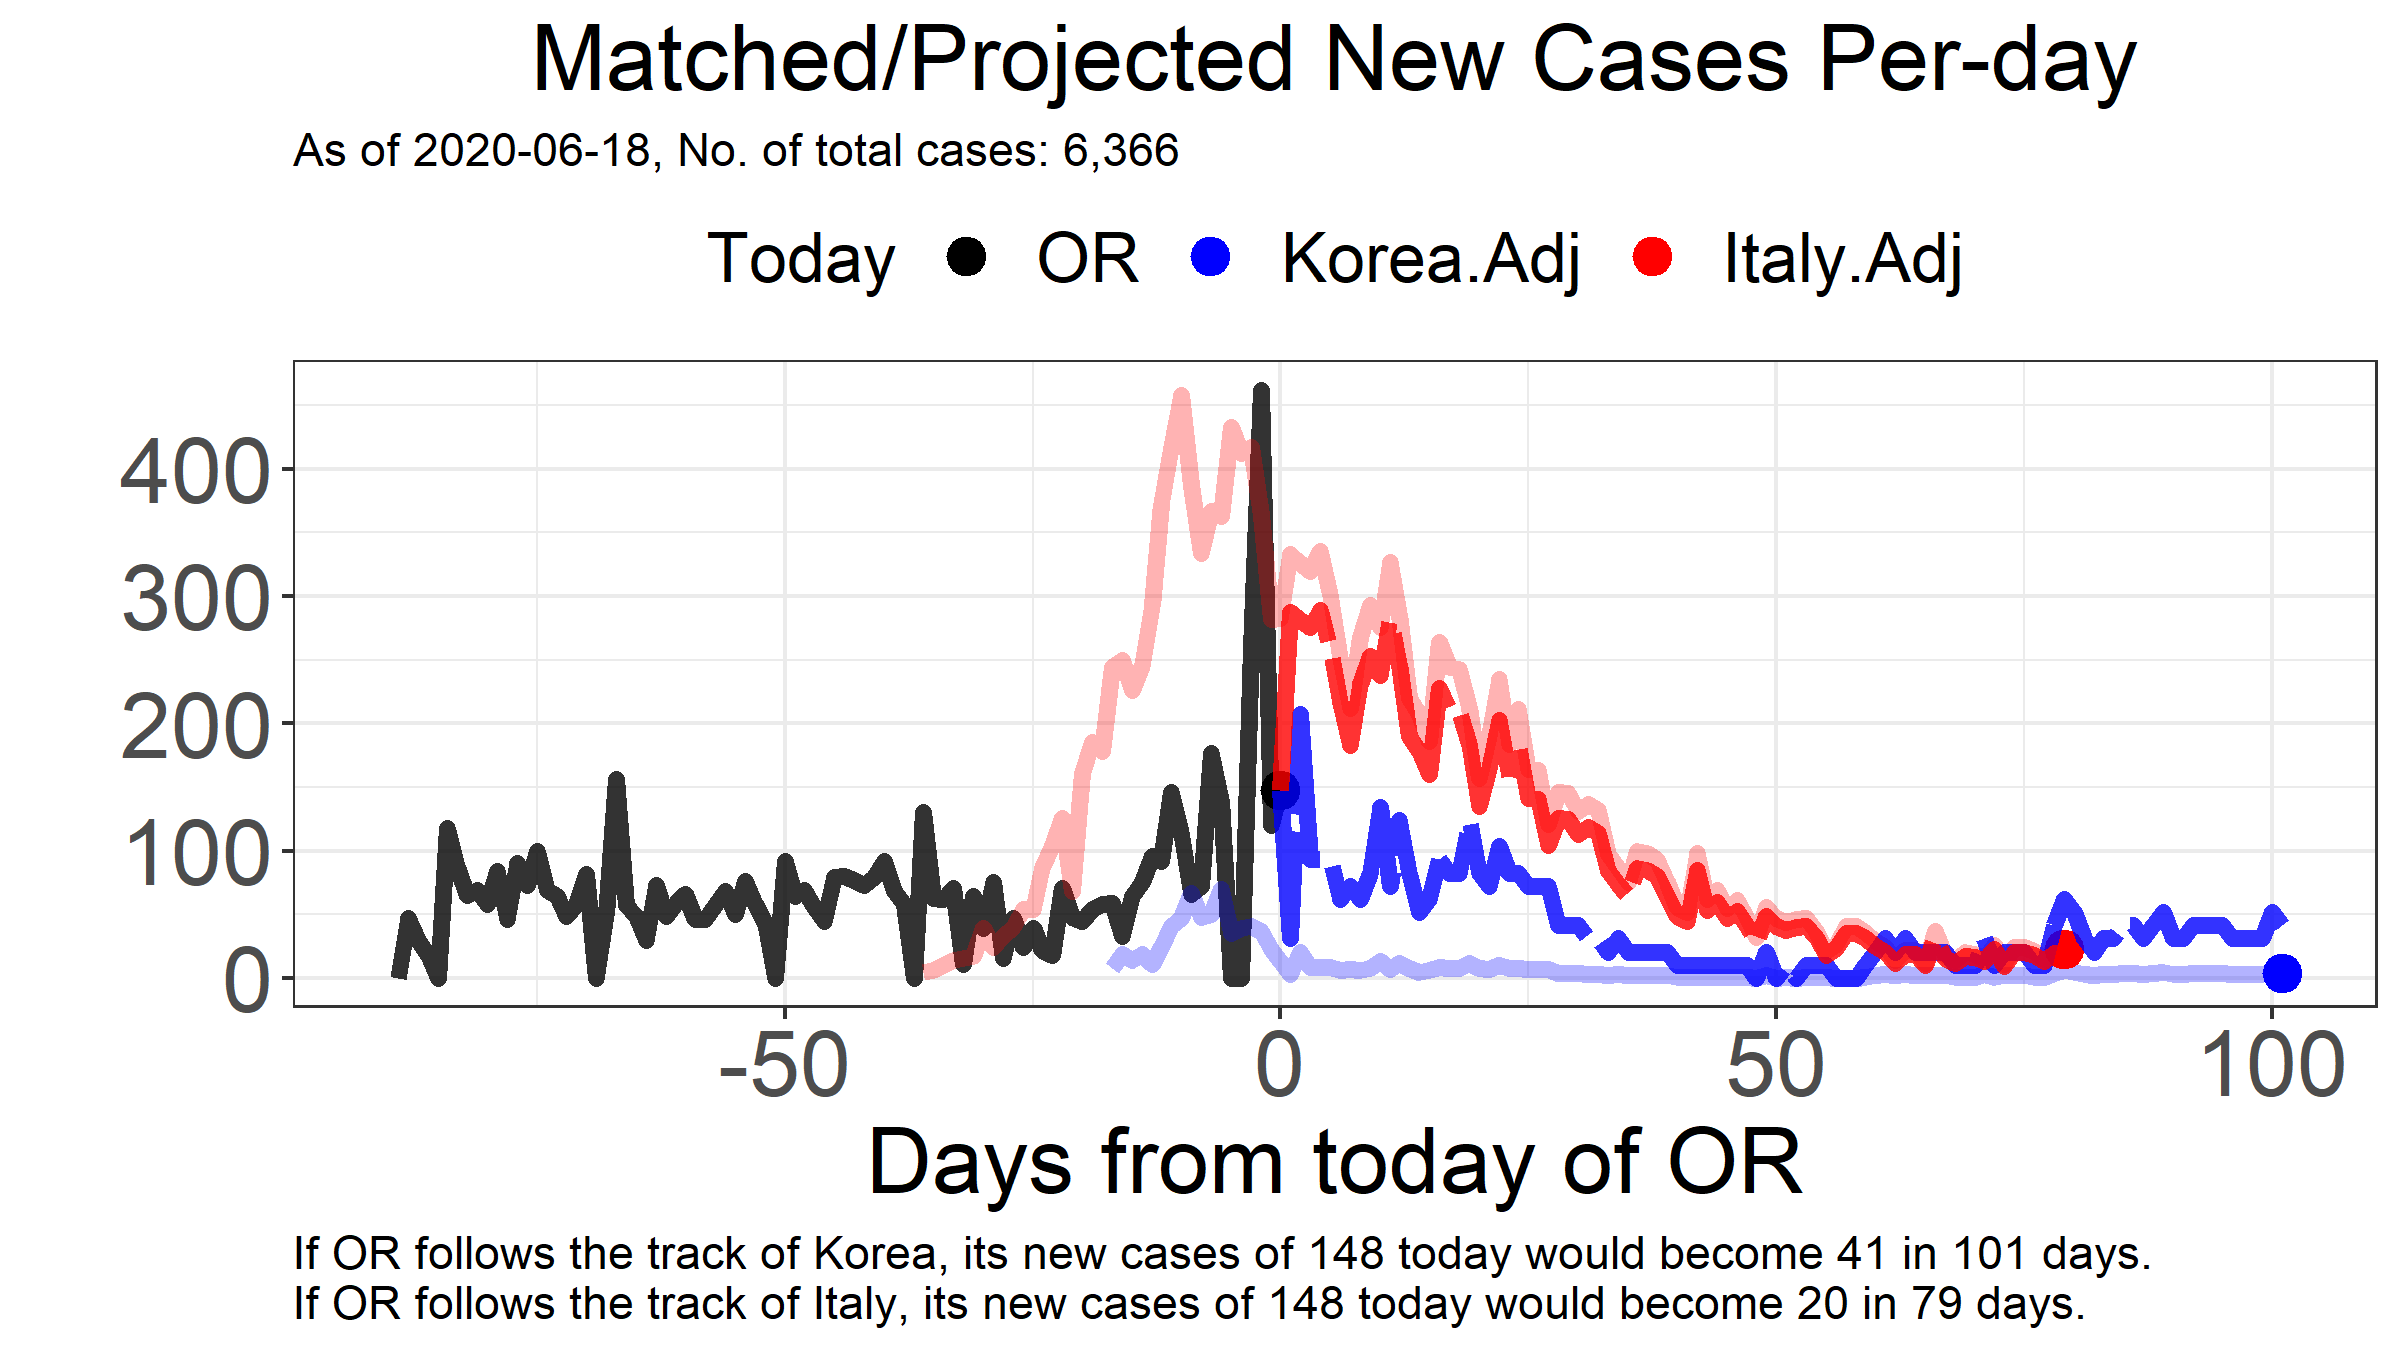 Matched/Projected New Cases Per-day
As of 2020-06-18, No. of total cases: 6,366
Today OR Korea.Adj Italy.Adj
400
300
200
100
0
-50 0 50 100
Days from today of OR
If OR follows the track of Korea, its new cases of 148 today would become 41 in 101 days.
If OR follows the track of Italy, its new cases of 148 today would become 20 in 79 days.